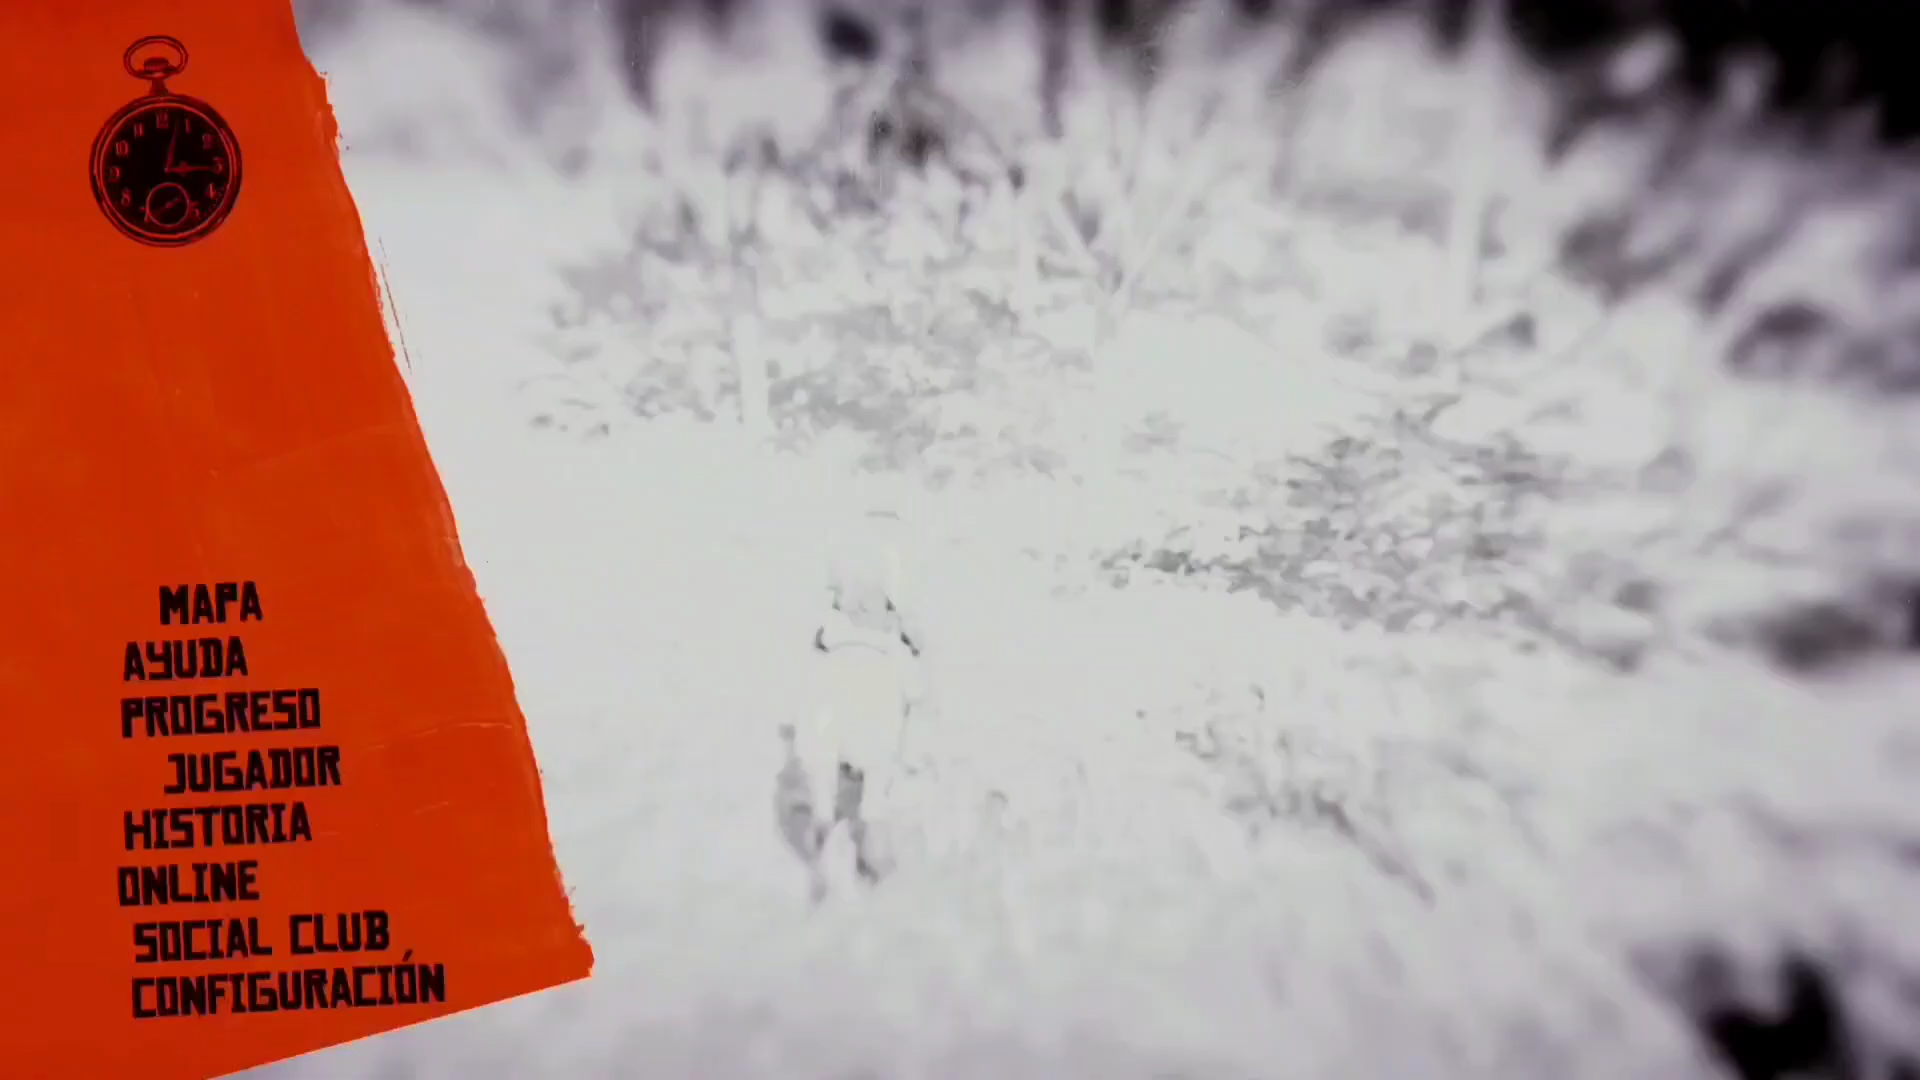 MAPA
AYUDA
PROGRESO
JUGADOR
HISTORIA
ONLINE
SOCIAL CLUB
CONFIGURACIÓN